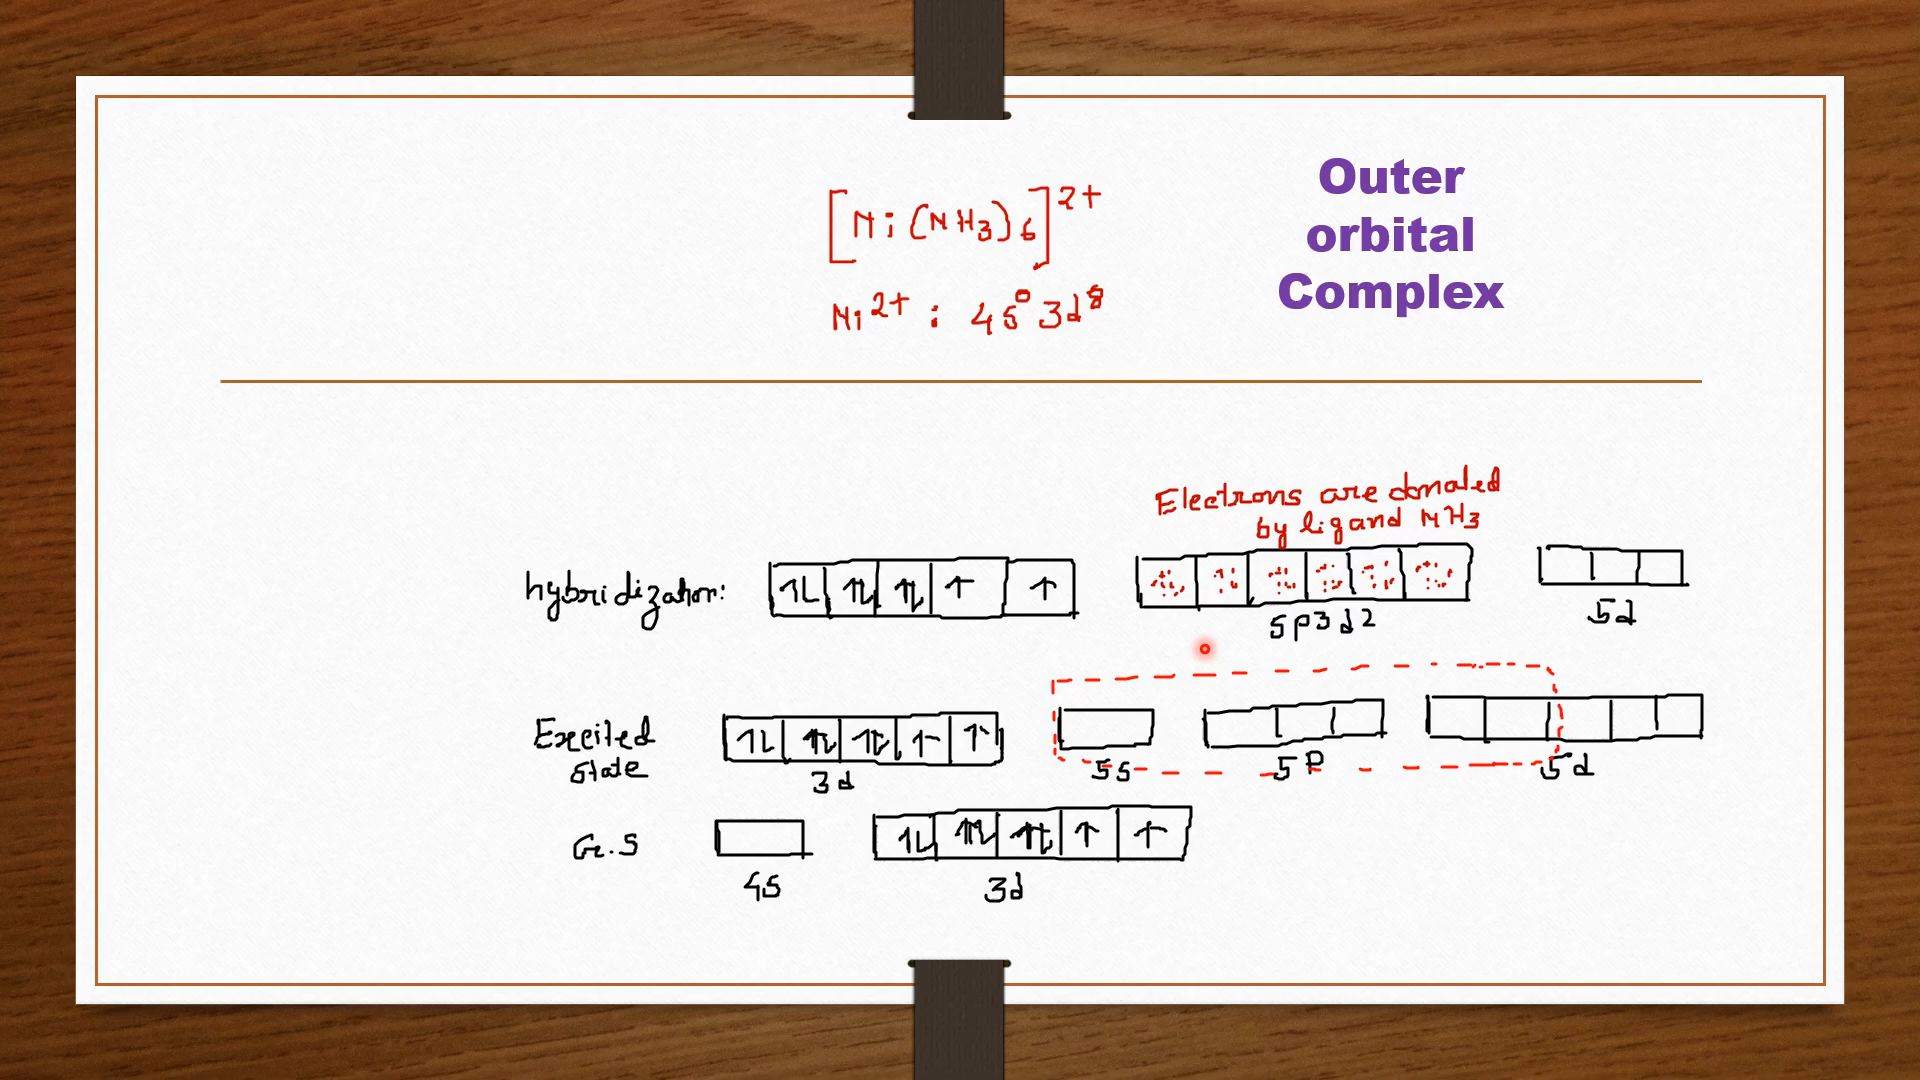 Outer
orbital
Complex
[Ni(NH3)6]2+
Ni2+ : 4s0 3d8
Electrons are donated
by ligand NH3
hybridization:
sp3d2
5d
Excited
State
3d
5s
5p
5d
Gr.S
4s
3d